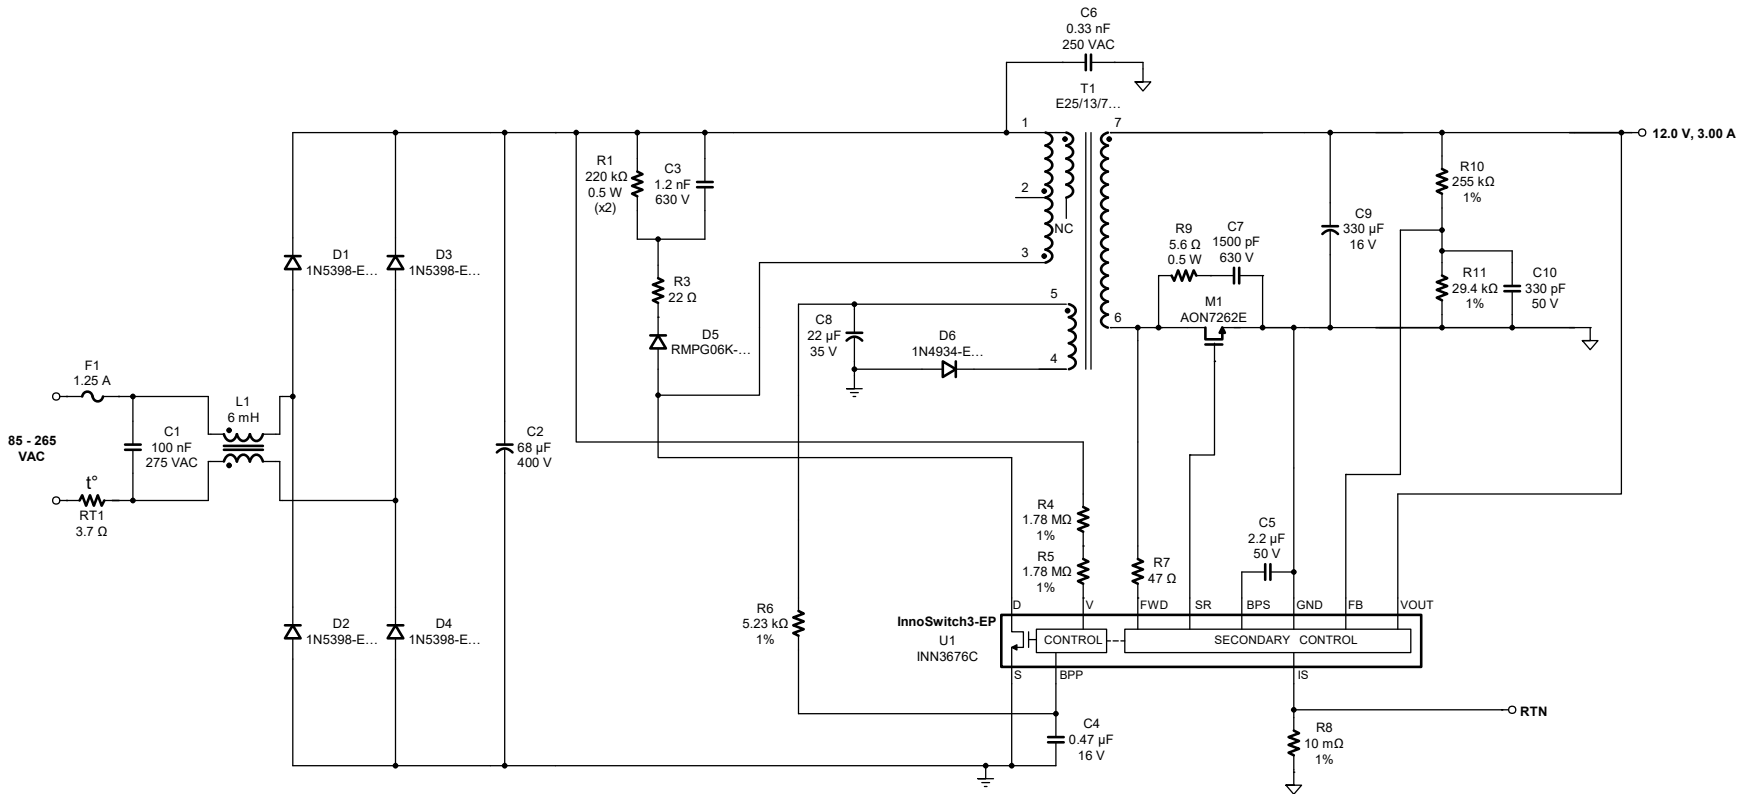 C6
0.33 nF
250 VAC
T1
E25/13/7…
1
7
12.0 V, 3.00 A
R1
220 kΩ
0.5 W
(x2)
C3
1.2 nF
630 V
2
NC
3
R10
255 kΩ
1%
C9
330 µF
16 V
R9
5.6 Ω
0.5 W
C7
1500 pF
630 V
D1
1N5398-E…
D3
1N5398-E…
R3
22 Ω
R11
29.4 kΩ
1%
C10
330 pF
50 V
5
6
M1
AON7262E
C8
22 µF
35 V
D6
1N4934-E…
4
D5
RMPG06K-…
F1
1.25 A
L1
6 mH
85 - 265
VAC
C1
100 nF
275 VAC
C2
68 µF
400 V
t°
RT1
3.7 Ω
R4
1.78 MΩ
1%
R5
1.78 MΩ
1%
C5
2.2 µF
50 V
R7
47 Ω
D
V
FWD
SR
BPS
GND
FB
VOUT
R6
5.23 kΩ
1%
D2
1N5398-E…
D4
1N5398-E…
InnoSwitch3-EP
U1
INN3676C
CONTROL
SECONDARY CONTROL
S
BPP
IS
RTN
C4
0.47 µF
16 V
R8
10 mΩ
1%